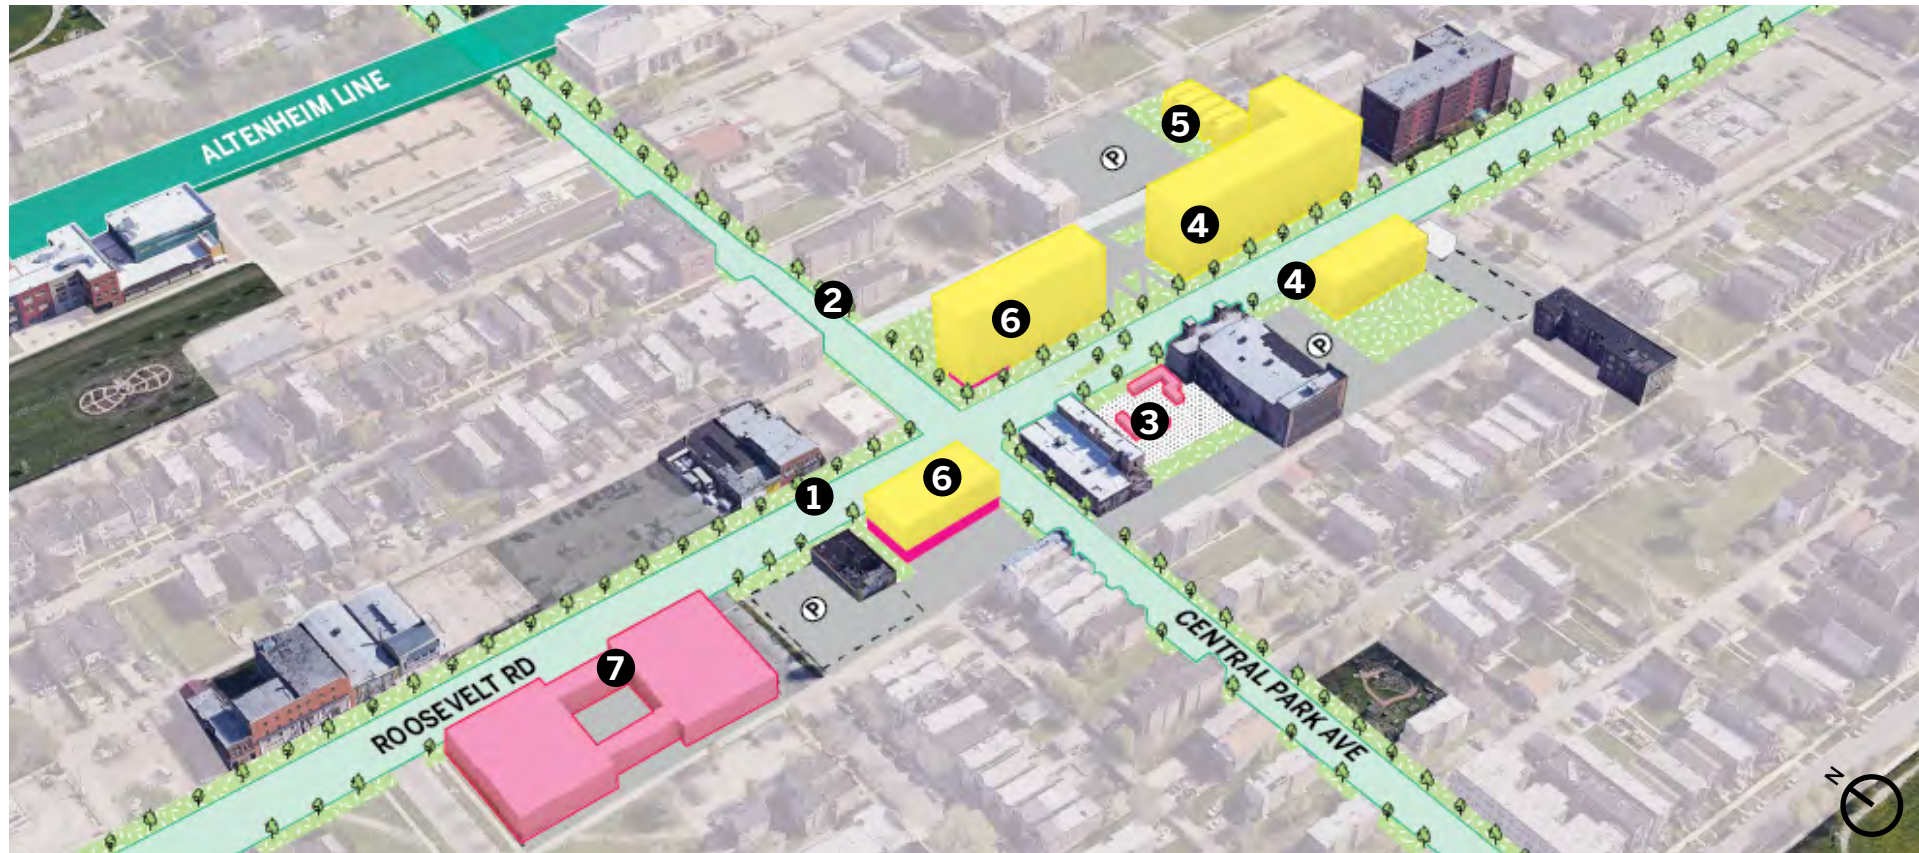 ALTENHEIM LINE
5
P
4
2
6
4
P
3
6
1
P
CENTRAL PARK AVE
7
ROOSEVELT RD
N